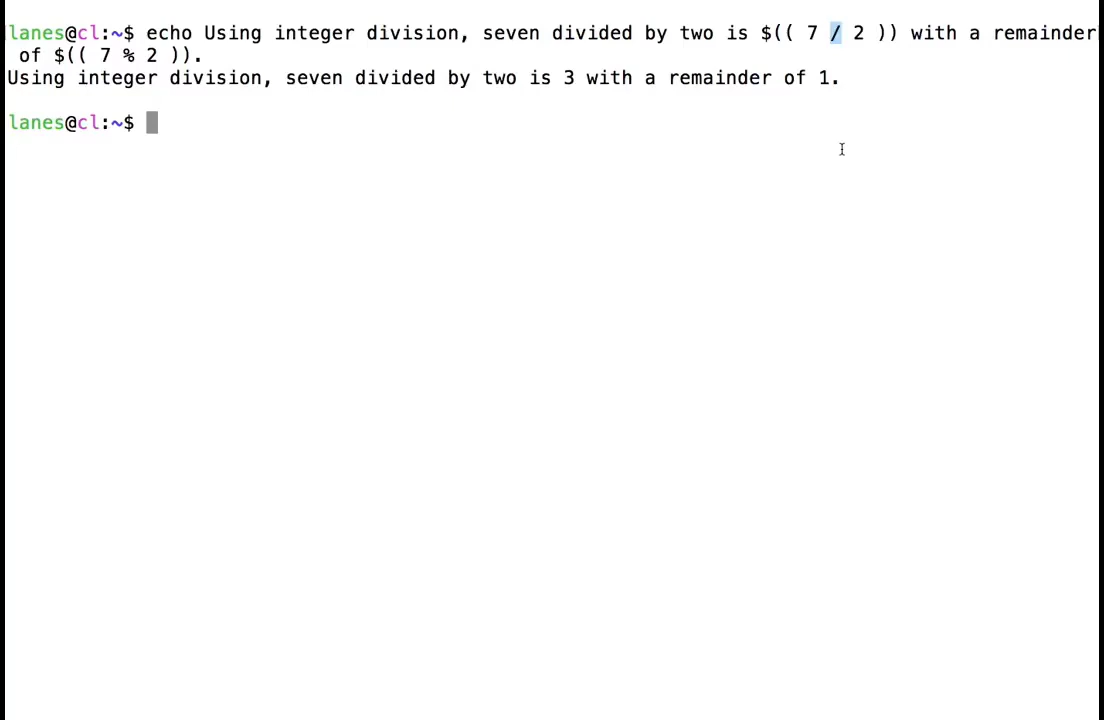 lanes@cl:~$ echo Using integer division, seven divided by two is $(( 7 / 2 )) with a remainder
of $(( 7 % 2 )).
Using integer division, seven divided by two is 3 with a remainder of 1.
lanes@cl:~$